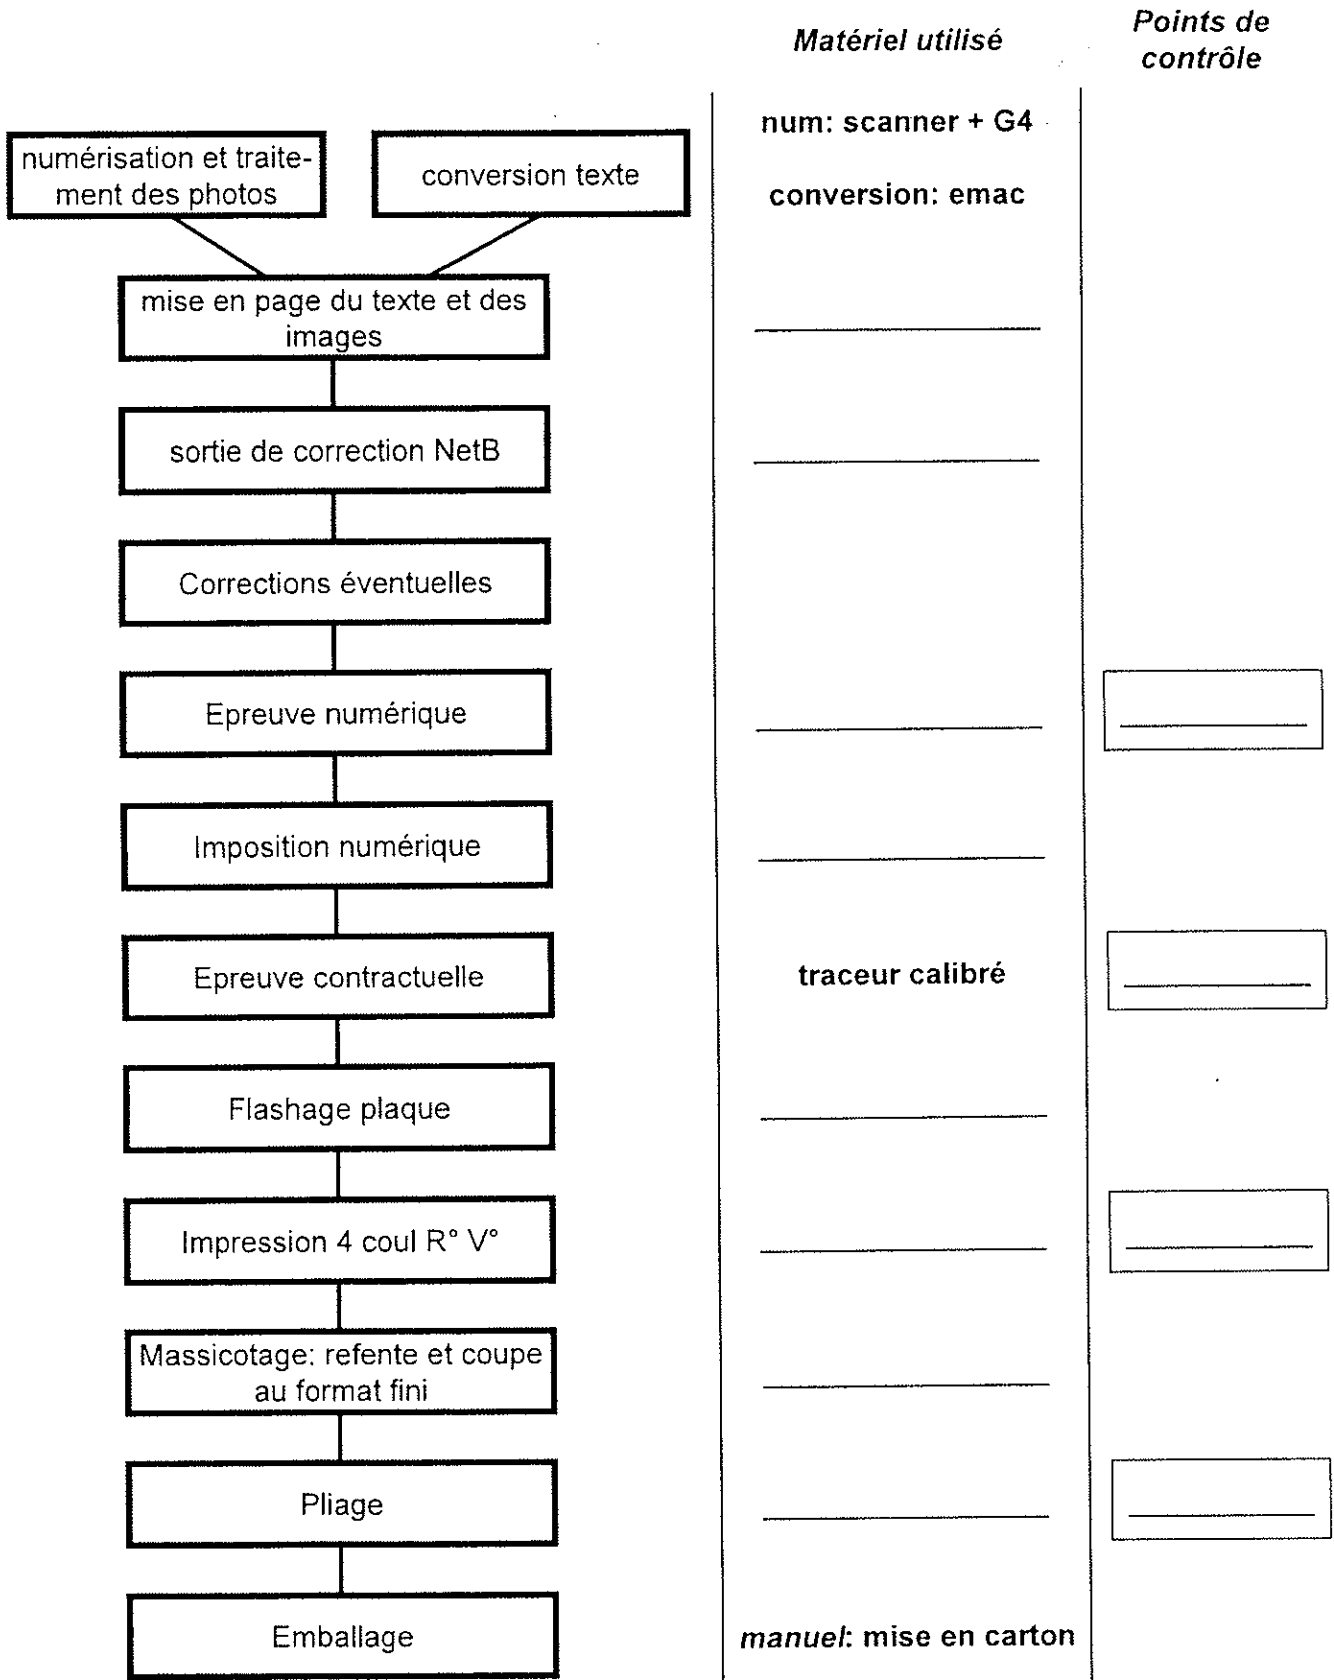 Matériel utilisé
Points de
contrôle
num: scanner + G4
numérisation et traite-
ment des photos
conversion texte
conversion: emac
mise en page du texte et des
images
sortie de correction NetB
Corrections éventuelles
Epreuve numérique
Imposition numérique
Epreuve contractuelle
traceur calibré
Flashage plaque
Impression 4 coul R° V°
Massicotage: refente et coupe
au format fini
Pliage
Emballage
manuel: mise en carton